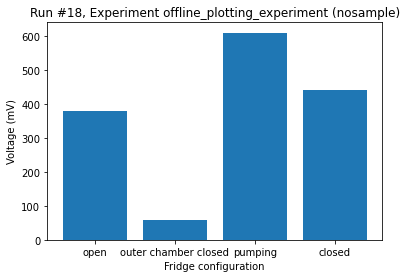 Run #18, Experiment offline_plotting_experiment (nosample)
Voltage (mV)
600
500
400
300
200
100
0
open outer chamber closed pumping closed
Fridge configuration